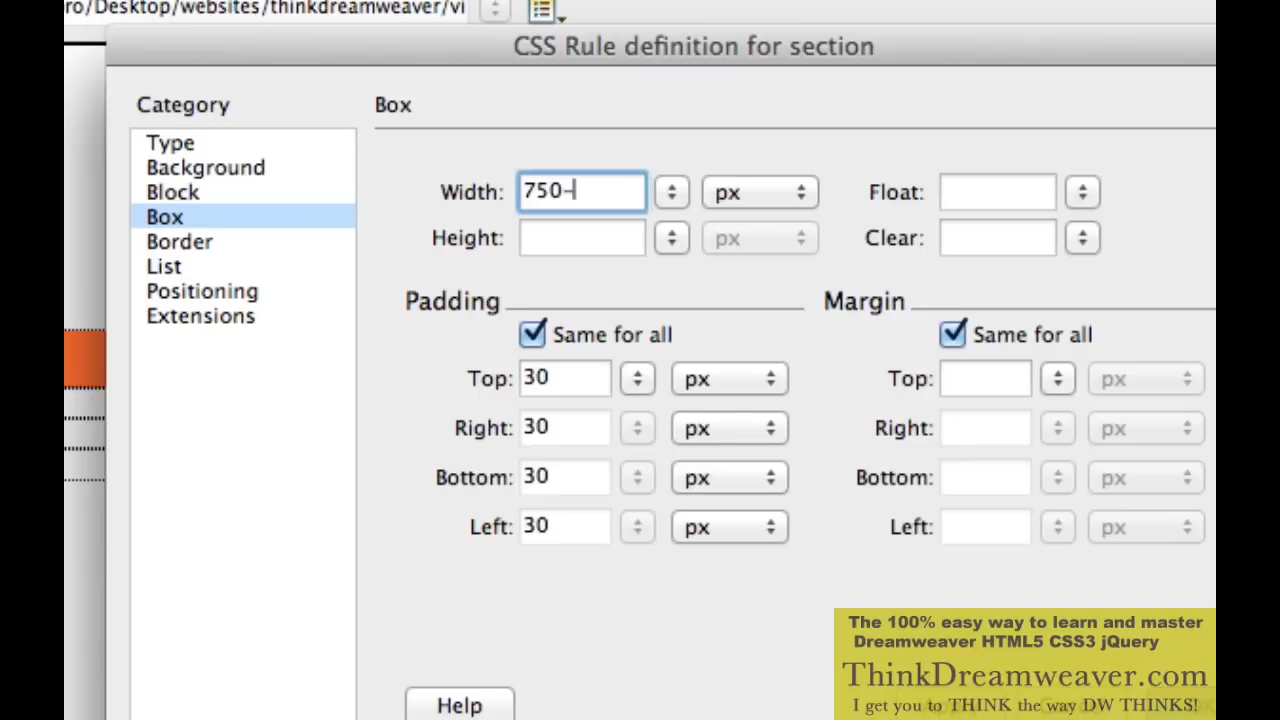 ro/Desktop/websites/thinkdreamweaver/vi
CSS Rule definition for section
Category
Type
Background
Block
Box
Border
List
Positioning
Extensions
Box
Width: 750- px Float:
Height: px Clear:
Padding Margin
Same for all Same for all
Top: 30 px Top: px
Right: 30 px Right: px
Bottom: 30 px Bottom: px
Left: 30 px Left: px
Help
The 100% easy way to learn and master
Dreamweaver HTML5 CSS3 jQuery
ThinkDreamweaver.com
I get you to THINK the way DW THINKS!